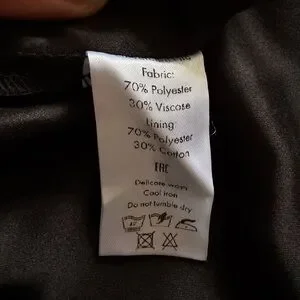 Fabric:
70% Polyester
30% Viscose
Lining:
70% Polyester
30% Cotton
EAC
Delicate wash
Cool iron
Do not tumble dry